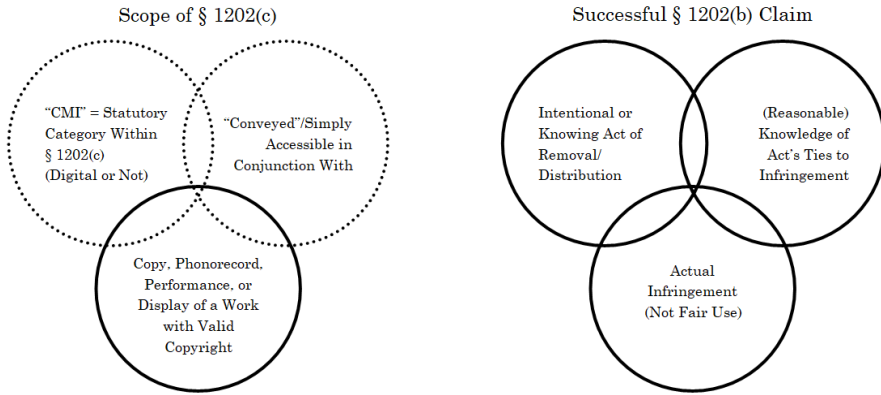 Scope of § 1202(c)
“CMI” = Statutory
Category Within
§ 1202(c)
(Digital or Not)
“Conveyed”/Simply
Accessible in
Conjunction With
Copy, Phonorecord,
Performance, or
Display of a Work
with Valid
Copyright
Successful § 1202(b) Claim
Intentional or
Knowing Act of
Removal/
Distribution
(Reasonable)
Knowledge of
Act’s Ties to
Infringement
Actual
Infringement
(Not Fair Use)